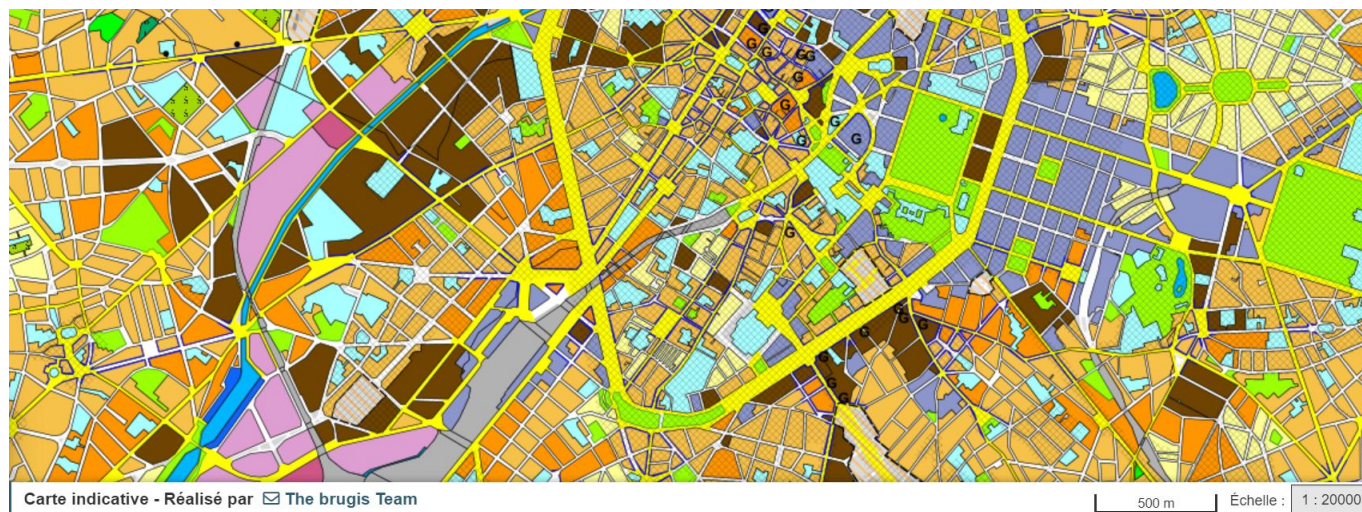 G
G
G
G G
G
G
G
G
G
G
G
G
G
G
G
G
G
S
S S S
S S
Carte indicative - Réalisé par The brugis Team
500 m
Échelle :
1 : 20000